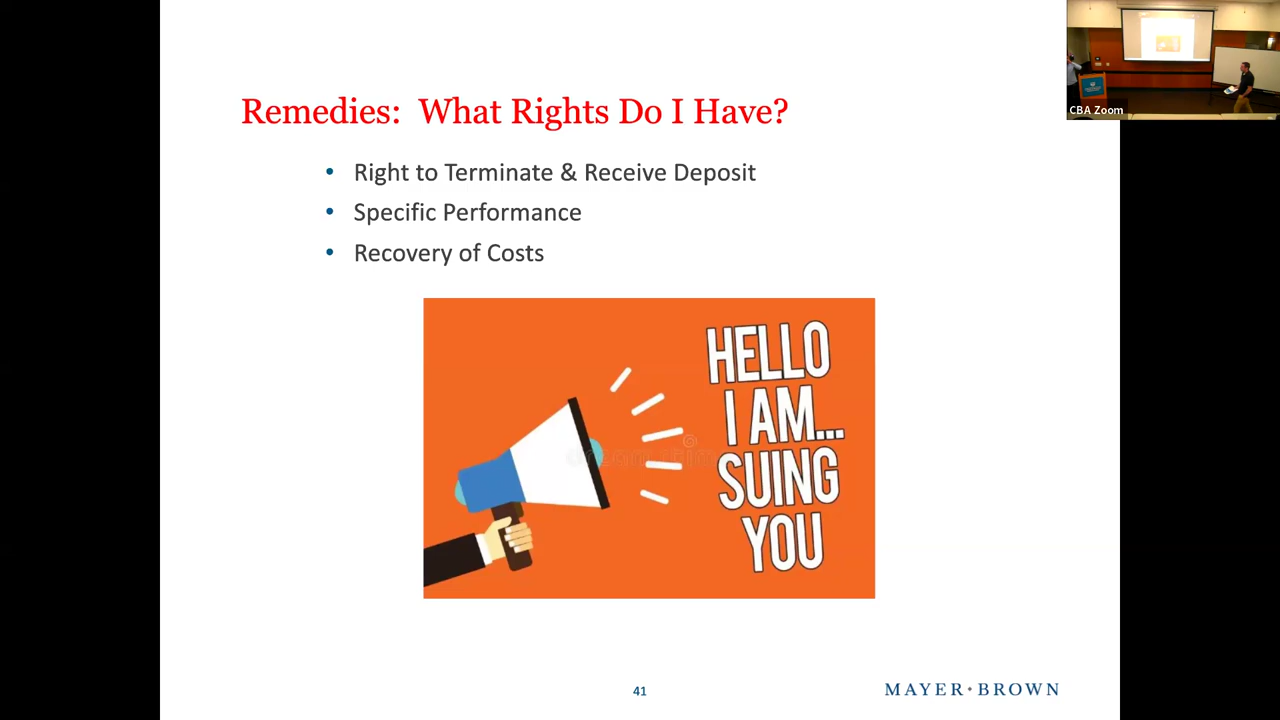 Remedies:  What Rights Do I Have?
• Right to Terminate & Receive Deposit
• Specific Performance
• Recovery of Costs
HELLO
I AM...
SUING
YOU
41
MAYER•BROWN
CBA Zoom